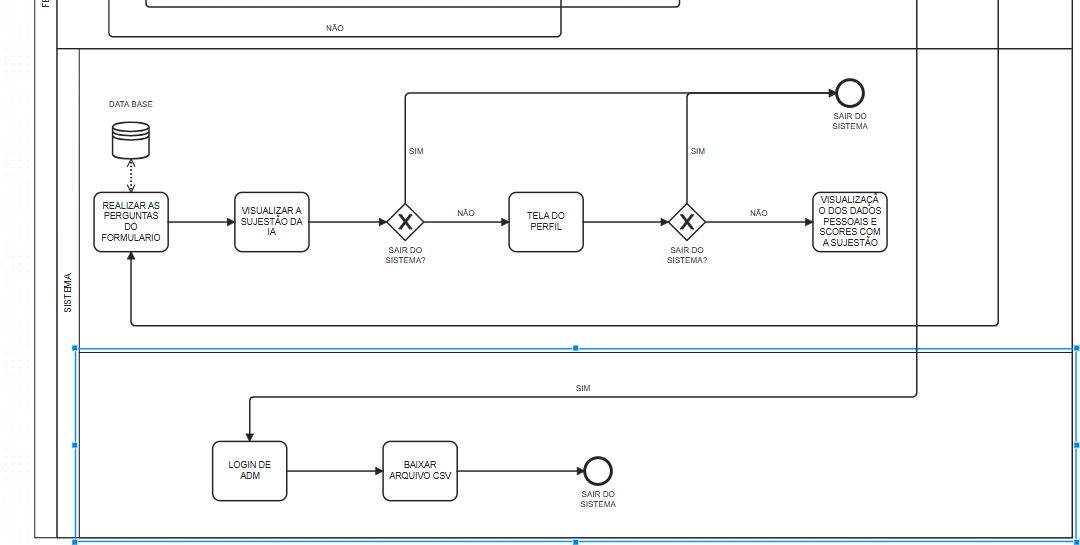 FE
NÃO
DATA BASE
SAIR DO
SISTEMA
SIM
SIM
REALIZAR AS
PERGUNTAS
DO
FORMULARIO
VISUALIZAR A
SUJESTÃO DA
IA
NÃO
SAIR DO
SISTEMA?
TELA DO
PERFIL
NÃO
SAIR DO
SISTEMA?
VISUALIZAÇÃ
O DOS DADOS
PESSOAIS E
SCORES COM
A SUJESTÃO
SISTEMA
SIM
LOGIN DE
ADM
BAIXAR
ARQUIVO CSV
SAIR DO
SISTEMA